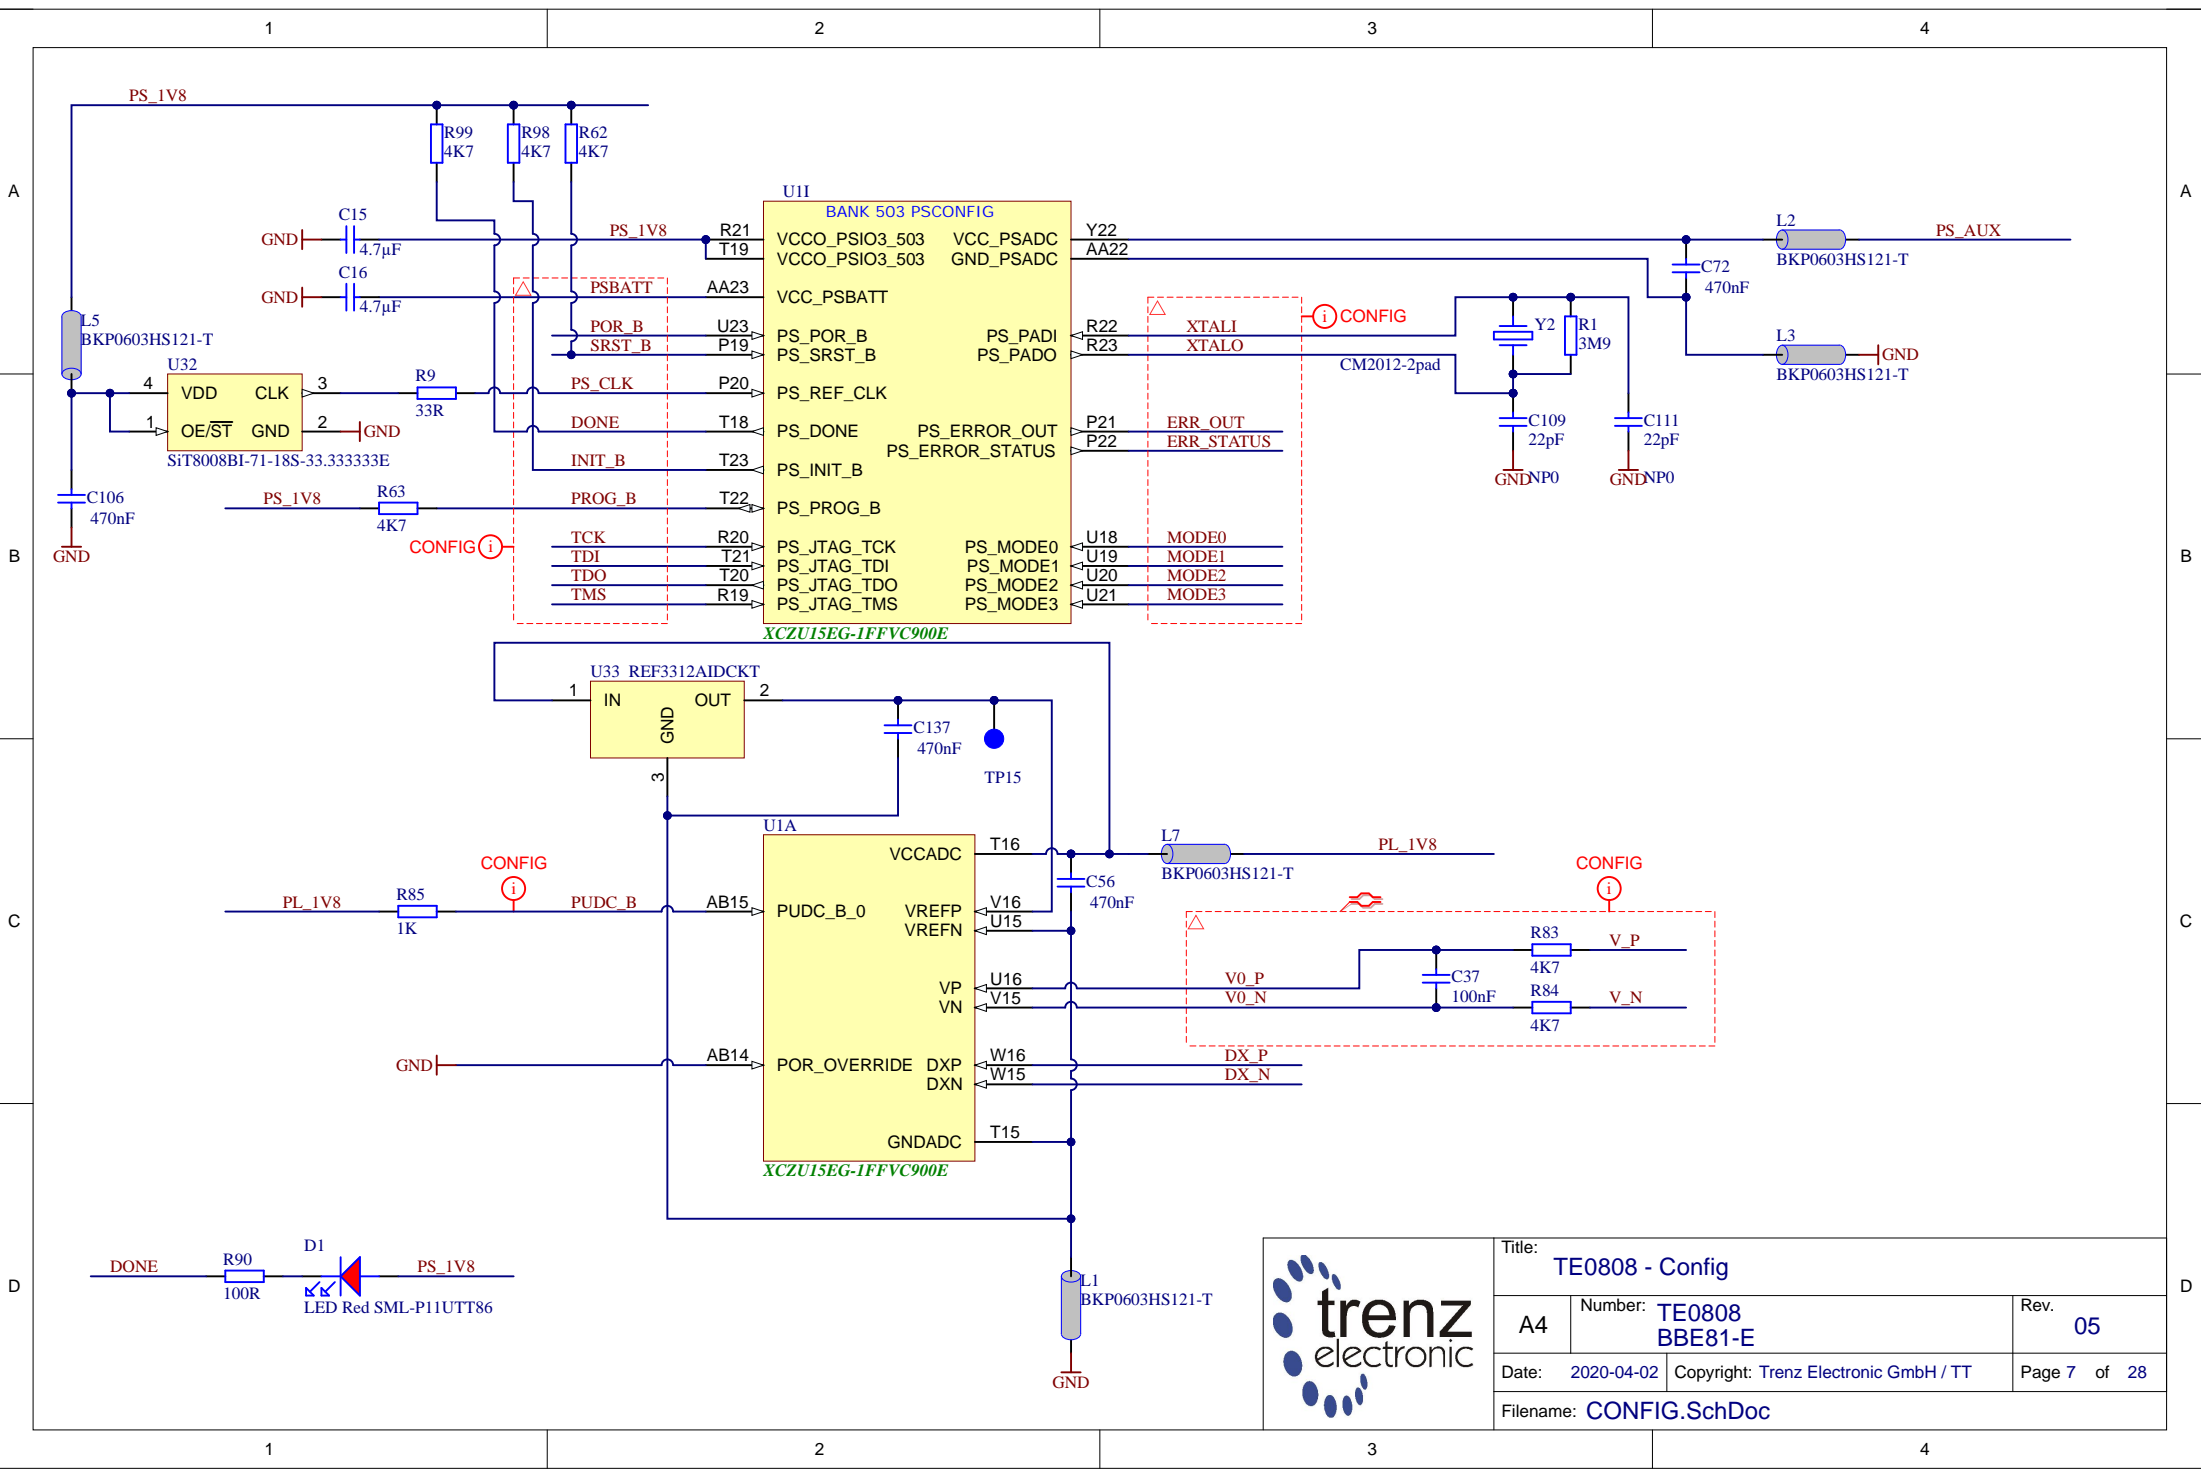 1 2 3 4
PS_1V8
R99 4K7
R98 4K7
R62 4K7
A A
U1I
BANK 503 PSCONFIG
C15
GND 4.7µF PS_1V8 R21 VCCO_PSIO3_503 VCC_PSADC Y22
T19 VCCO_PSIO3_503 GND_PSADC AA22
L2
PS_AUX
BKP0603HS121-T
C72
470nF
C16
GND 4.7µF PSBATT AA23 VCC_PSBATT
CONFIG
L5
BKP0603HS121-T
POR_B U23 PS_POR_B PS_PADI R22 XTALI
SRST_B P19 PS_SRST_B PS_PADO R23 XTALO
CM2012-2pad
Y2
R1
3M9
L3
GND
BKP0603HS121-T
U32
4 VDD CLK 3
1 OE/ST GND 2 GND
SiT8008BI-71-18S-33.333333E
R9
33R
PS_CLK P20 PS_REF_CLK
DONE T18 PS_DONE PS_ERROR_OUT P21 ERR_OUT
PS_ERROR_STATUS P22 ERR_STATUS
INIT_B T23 PS_INIT_B
C109
22pF
GND NP0
C111
22pF
GND NP0
C106
470nF
GND
PS_1V8
R63
4K7
PROG_B T22 PS_PROG_B
CONFIG
B B
TCK R20 PS_JTAG_TCK PS_MODE0 U18 MODE0
TDI T21 PS_JTAG_TDI PS_MODE1 U19 MODE1
TDO T20 PS_JTAG_TDO PS_MODE2 U20 MODE2
TMS R19 PS_JTAG_TMS PS_MODE3 U21 MODE3
XCZU15EG-1FFVC900E
U33 REF3312AIDCKT
1 IN OUT 2
GND
3
C137
470nF
TP15
U1A
VCCADC T16
L7
PL_1V8
BKP0603HS121-T
C56
470nF
CONFIG
CONFIG
C C
PL_1V8
R85
1K
PUDC_B AB15 PUDC_B_0 VREFP V16
VREFN U15
VP U16 V0_P
VN V15 V0_N
C37
100nF
R83
4K7
V_P
R84
4K7
V_N
GND AB14 POR_OVERRIDE DXP W16 DX_P
DXN W15 DX_N
GNDADC T15
XCZU15EG-1FFVC900E
D D
DONE
R90
100R
D1
PS_1V8
LED Red SML-P11UTT86
L1
BKP0603HS121-T
GND
trenz
electronic
Title:
TE0808 - Config
A4
Number: TE0808
BBE81-E
Rev.
05
Date: 2020-04-02 Copyright: Trenz Electronic GmbH / TT Page 7 of 28
Filename: CONFIG.SchDoc
1 2 3 4